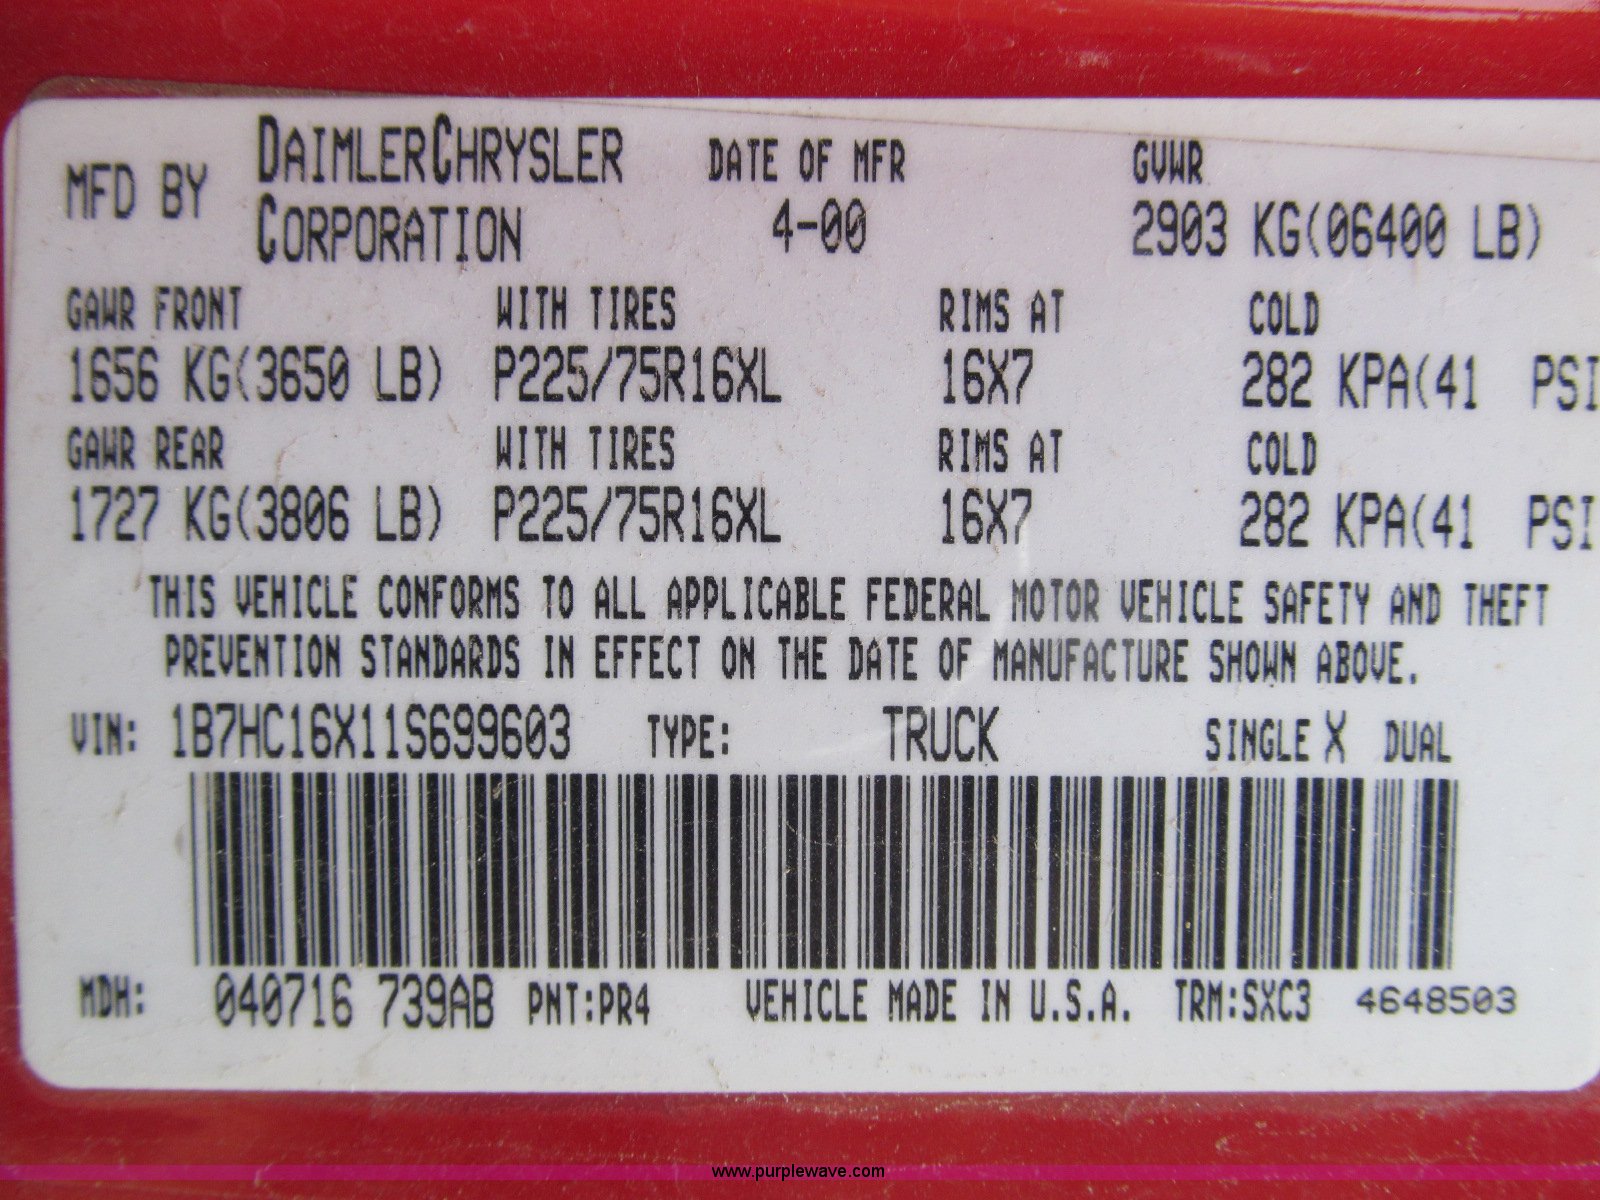 MFD BY DAIMLERCHRYSLER CORPORATION DATE OF MFR 4-00 GVWR 2903 KG(06400 LB)
GAWR FRONT WITH TIRES RIMS AT COLD
1656 KG(3650 LB) P225/75R16XL 16X7 282 KPA(41 PSI
GAWR REAR WITH TIRES RIMS AT COLD
1727 KG(3806 LB) P225/75R16XL 16X7 282 KPA(41 PSI
THIS VEHICLE CONFORMS TO ALL APPLICABLE FEDERAL MOTOR VEHICLE SAFETY AND THEFT
PREVENTION STANDARDS IN EFFECT ON THE DATE OF MANUFACTURE SHOWN ABOVE.
VIN: 1B7HC16X11S699603 TYPE: TRUCK SINGLE X DUAL
MDH: 040716 739AB PNT:PR4 VEHICLE MADE IN U.S.A. TRM:SXC3 4648503
www.purplewave.com